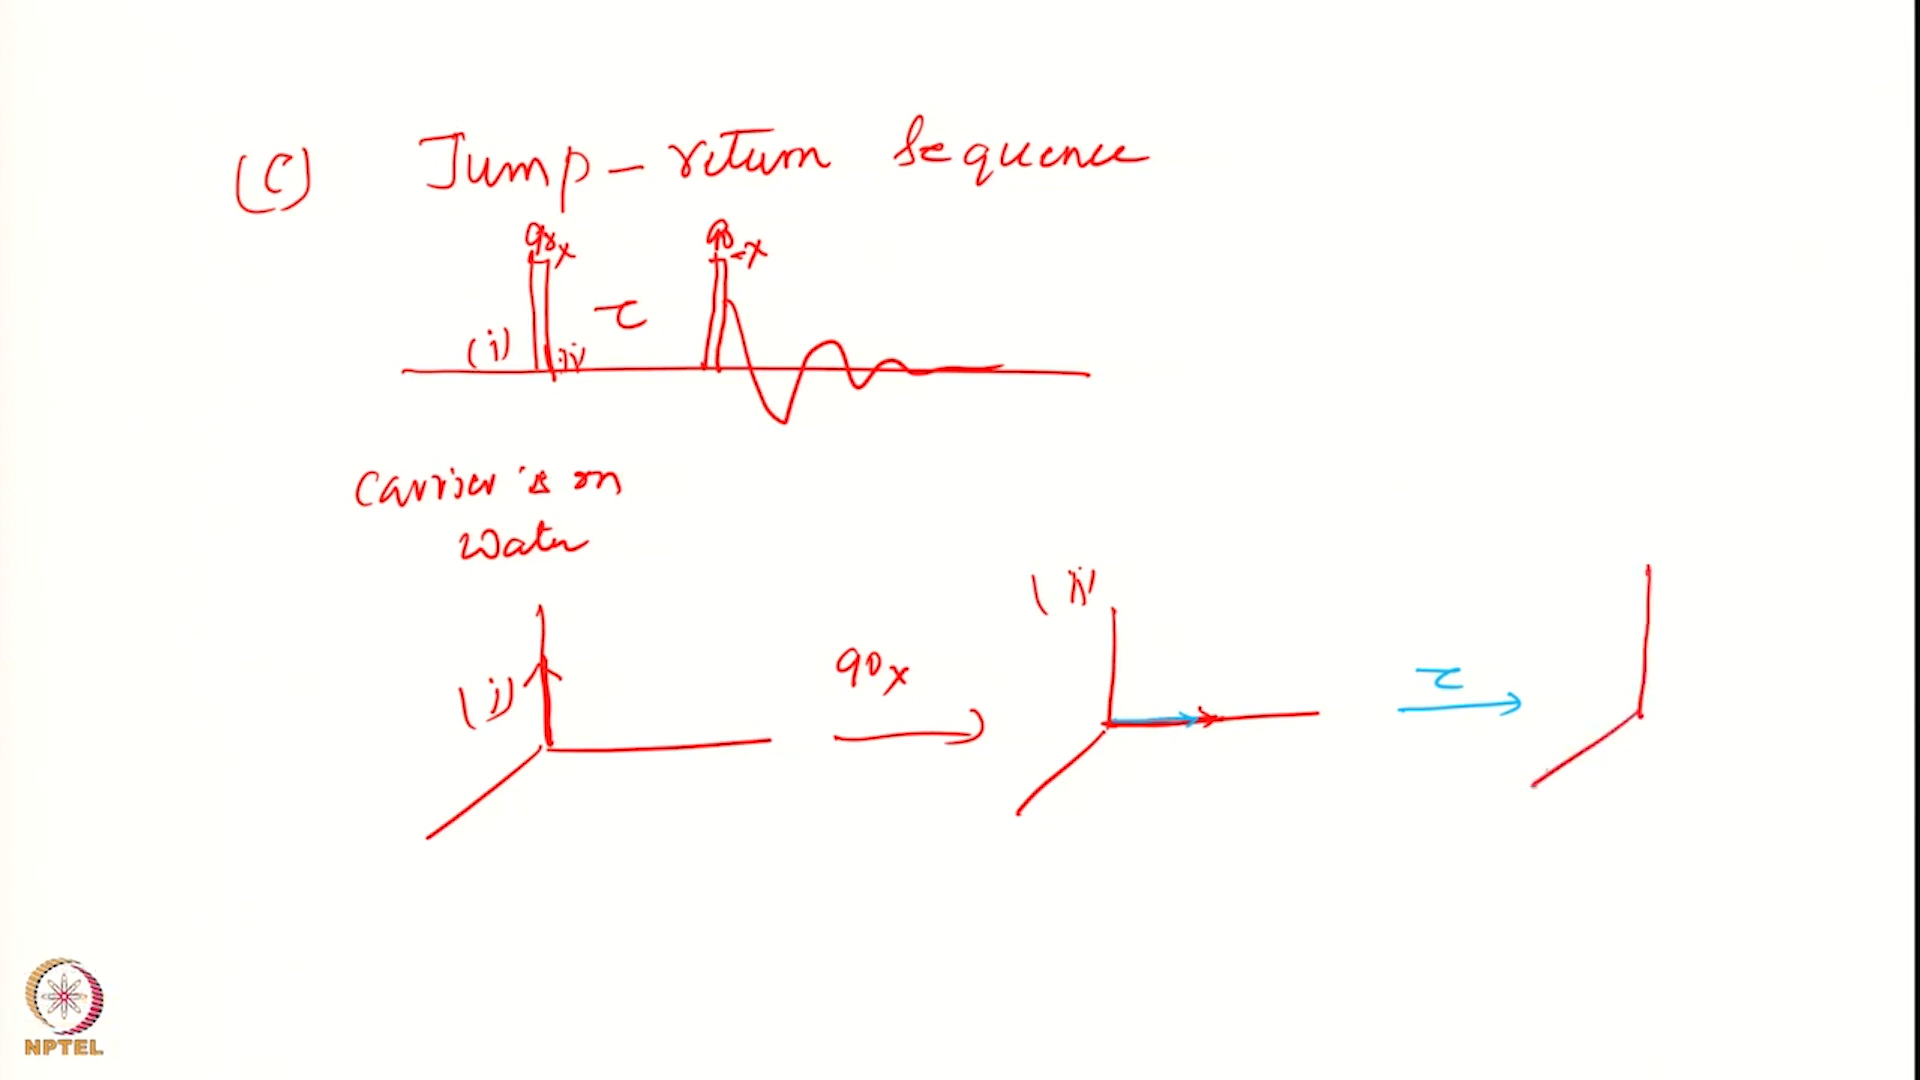 (C) Jump-return Sequence
90x 90-x
τ
(i) ii)
Carrier is on
Water
(ii)
(i) 90x τ
NPTEL